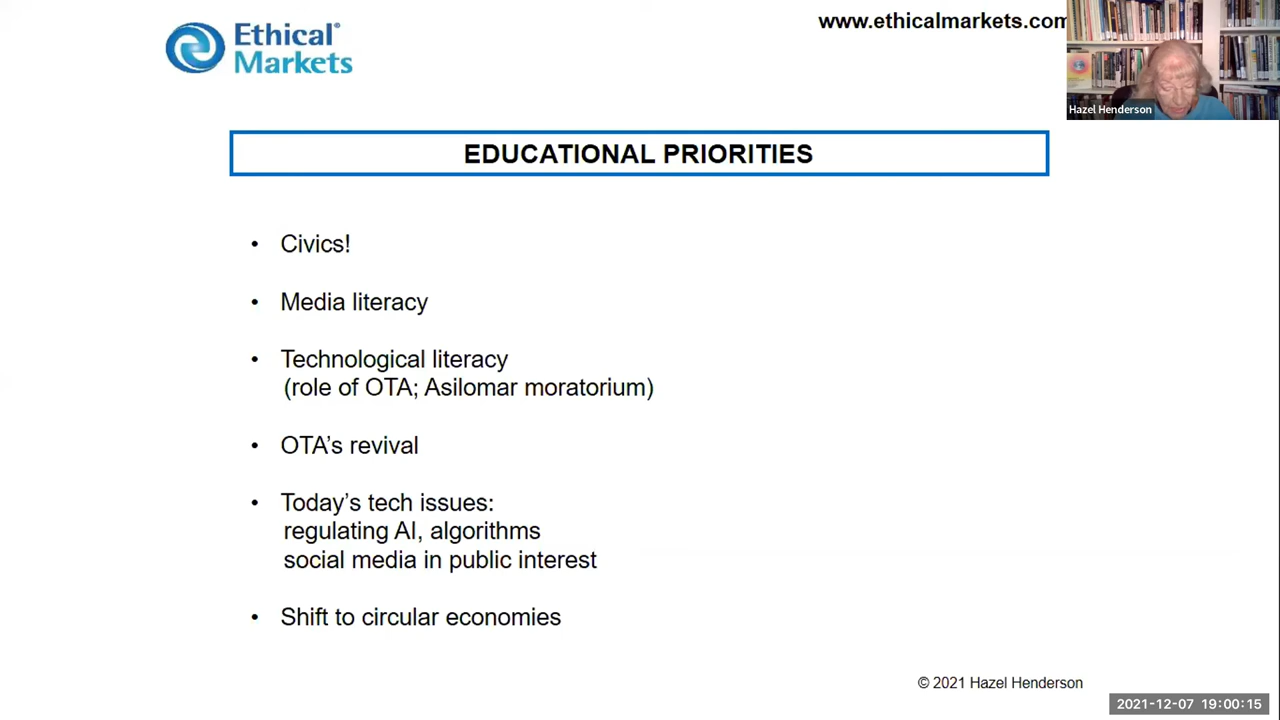 Ethical®
Markets
www.ethicalmarkets.com
Hazel Henderson
EDUCATIONAL PRIORITIES
• Civics!
• Media literacy
• Technological literacy
(role of OTA; Asilomar moratorium)
• OTA’s revival
• Today’s tech issues:
regulating AI, algorithms
social media in public interest
• Shift to circular economies
© 2021 Hazel Henderson
2021-12-07 19:00:15